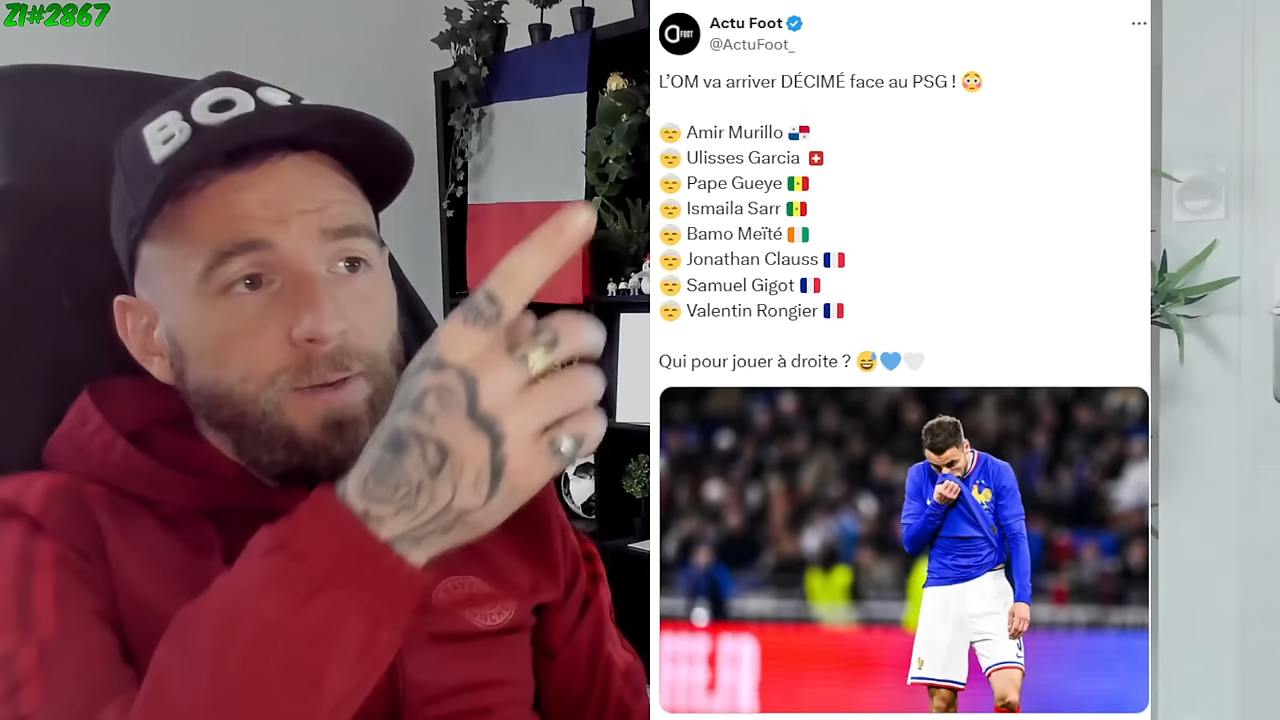 ZI#2867
BO
Actu Foot
@ActuFoot_
L’OM va arriver DÉCIMÉ face au PSG ! 😳
😞 Amir Murillo 🇵🇦
😞 Ulisses Garcia 🇨🇭
😞 Pape Gueye 🇸🇳
😞 Ismaila Sarr 🇸🇳
😞 Bamo Meïté 🇨🇮
😞 Jonathan Clauss 🇫🇷
😞 Samuel Gigot 🇫🇷
😞 Valentin Rongier 🇫🇷
Qui pour jouer à droite ? 😅💙🤍